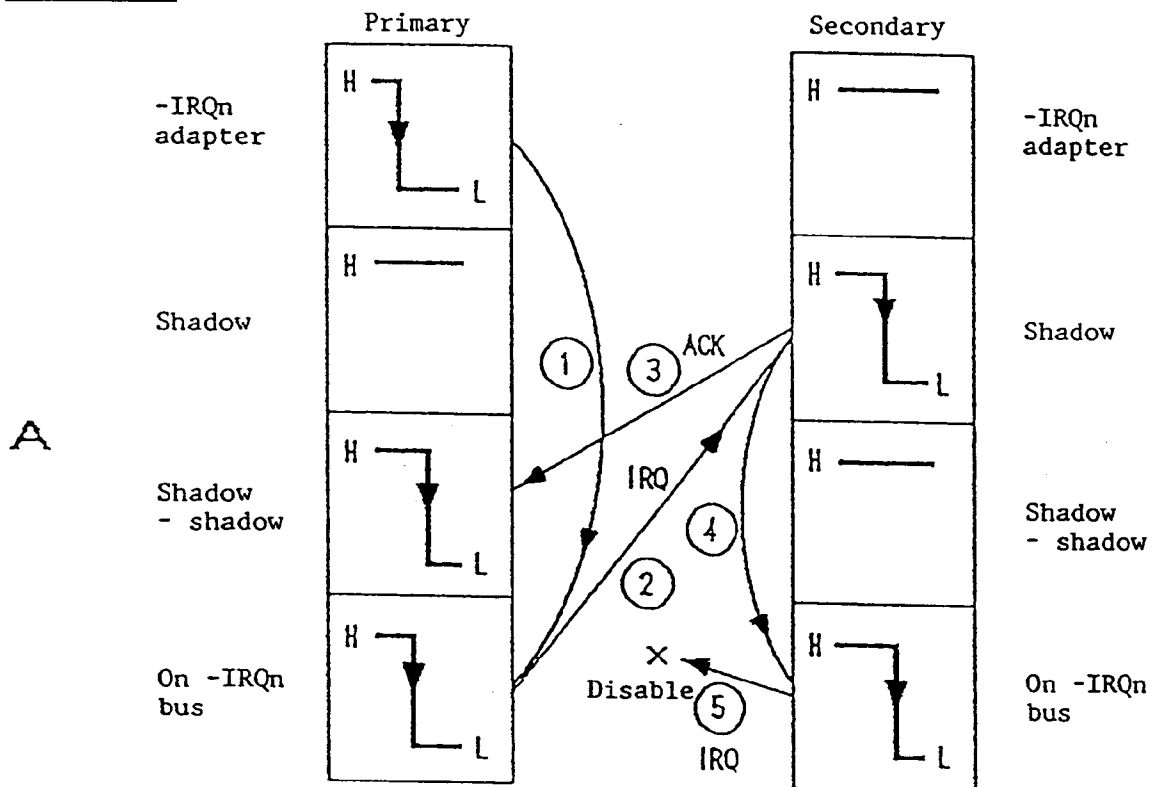 Primary
Secondary
-IRQn
adapter
H
L
H
-IRQn
adapter
Shadow
H
H
L
Shadow
1
3
ACK
A
Shadow
- shadow
H
L
IRQ
2
4
H
Shadow
- shadow
On -IRQn
bus
H
L
×
Disable
5
IRQ
H
L
On -IRQn
bus